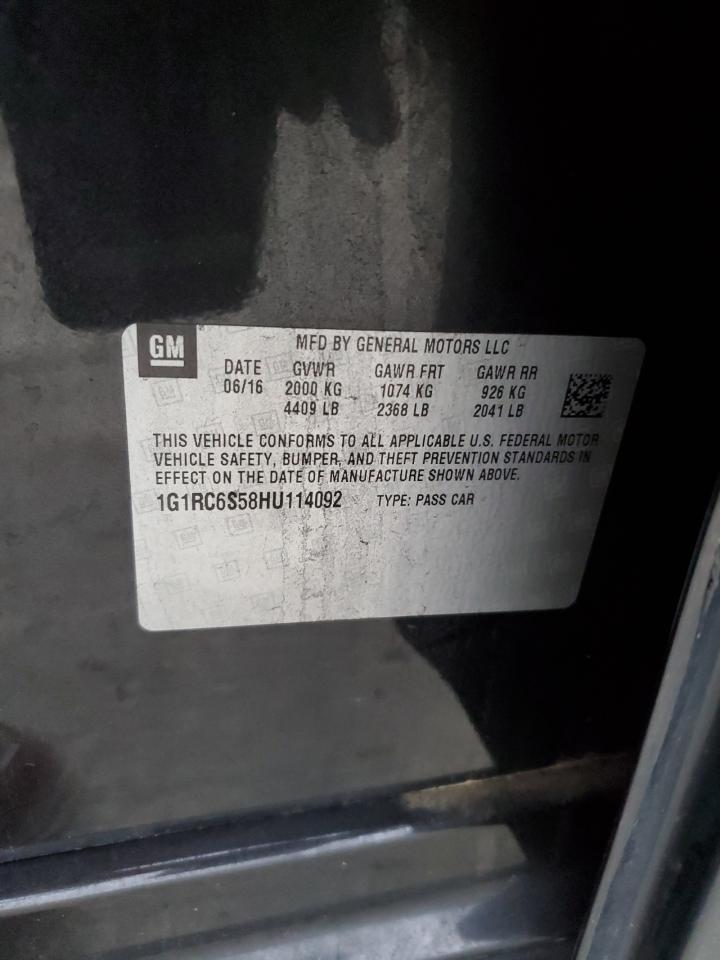 GM
MFD BY GENERAL MOTORS LLC
DATE GVWR GAWR FRT GAWR RR
06/16 2000 KG 1074 KG 926 KG
4409 LB 2368 LB 2041 LB
THIS VEHICLE CONFORMS TO ALL APPLICABLE U.S. FEDERAL MOTOR
VEHICLE SAFETY, BUMPER, AND THEFT PREVENTION STANDARDS IN
EFFECT ON THE DATE OF MANUFACTURE SHOWN ABOVE.
1G1RC6S58HU114092 TYPE: PASS CAR